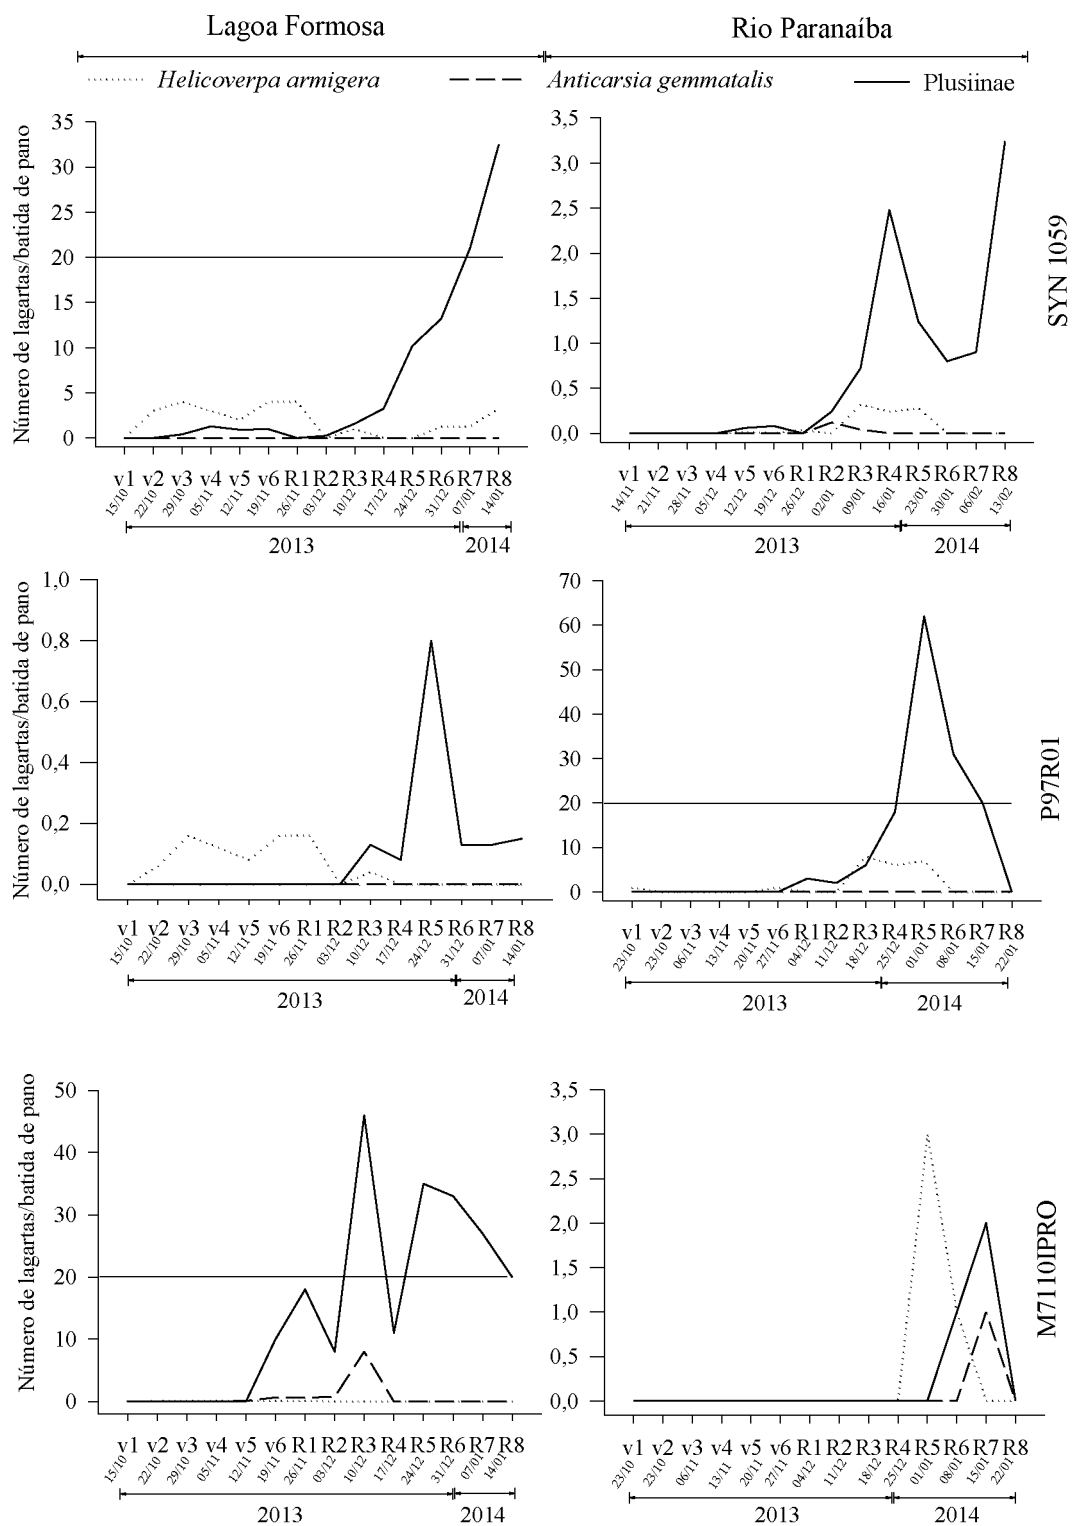 Lagoa Formosa
Rio Paranaíba
Helicoverpa armigera
Anticarsia gemmatalis
Plusiinae
Número de lagartas/batida de pano
35
30
25
20
15
10
5
0
v1 v2 v3 v4 v5 v6 R1 R2 R3 R4 R5 R6 R7 R8
15/10 22/10 29/10 05/11 12/11 19/11 26/11 03/12 10/12 17/12 24/12 31/12 07/01 14/01
2013 2014
3,5
3,0
2,5
2,0
1,5
1,0
0,5
0,0
v1 v2 v3 v4 v5 v6 R1 R2 R3 R4 R5 R6 R7 R8
14/11 21/11 28/11 05/12 12/12 19/12 26/12 02/01 09/01 16/01 23/01 30/01 06/02 13/02
2013 2014
SYN 1059
Número de lagartas/batida de pano
1,0
0,8
0,6
0,4
0,2
0,0
v1 v2 v3 v4 v5 v6 R1 R2 R3 R4 R5 R6 R7 R8
15/10 22/10 29/10 05/11 12/11 19/11 26/11 03/12 10/12 17/12 24/12 31/12 07/01 14/01
2013 2014
70
60
50
40
30
20
10
0
v1 v2 v3 v4 v5 v6 R1 R2 R3 R4 R5 R6 R7 R8
23/10 23/10 06/11 13/11 20/11 27/11 04/12 11/12 18/12 25/12 01/01 08/01 15/01 22/01
2013 2014
P97R01
Número de lagartas/batida de pano
50
40
30
20
10
0
v1 v2 v3 v4 v5 v6 R1 R2 R3 R4 R5 R6 R7 R8
15/10 22/10 29/10 05/11 12/11 19/11 26/11 03/12 10/12 17/12 24/12 31/12 07/01 14/01
2013 2014
3,5
3,0
2,5
2,0
1,5
1,0
0,5
0,0
v1 v2 v3 v4 v5 v6 R1 R2 R3 R4 R5 R6 R7 R8
23/10 23/10 06/11 13/11 20/11 27/11 04/12 11/12 18/12 25/12 01/01 08/01 15/01 22/01
2013 2014
M7110IPRO